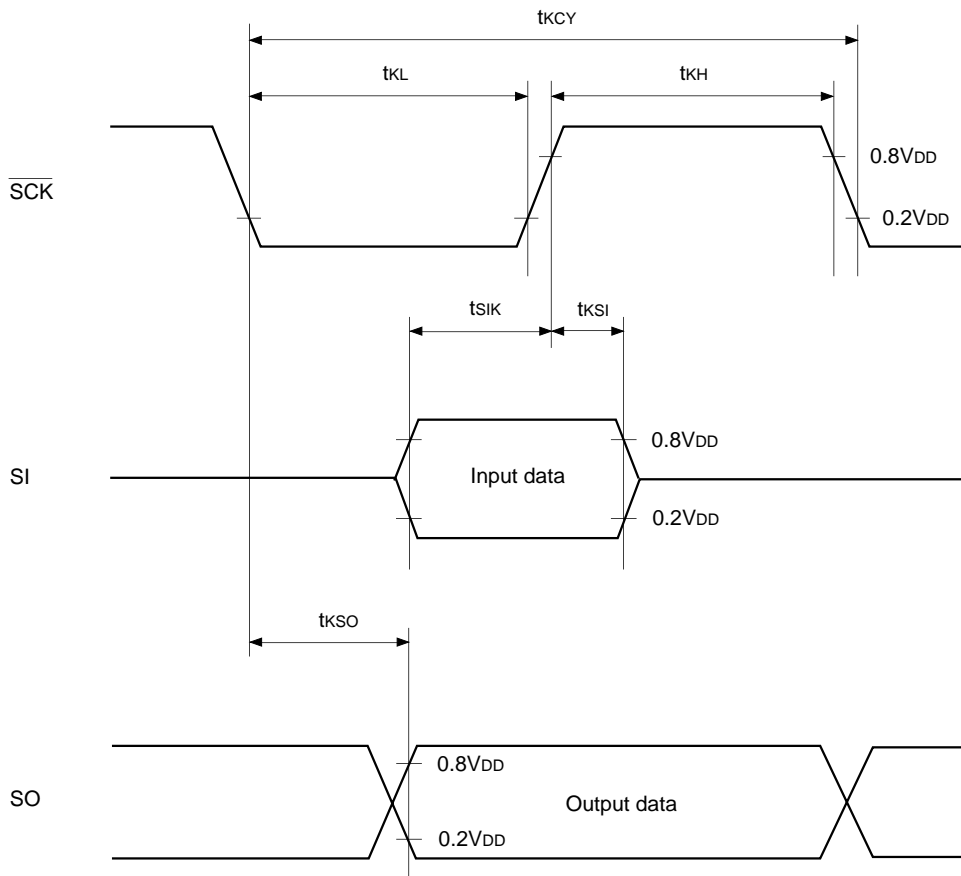 tKCY
tKL
tKH
SCK
0.8VDD
0.2VDD
tSIK
tKSI
SI
Input data
0.8VDD
0.2VDD
tKSO
SO
0.8VDD
Output data
0.2VDD